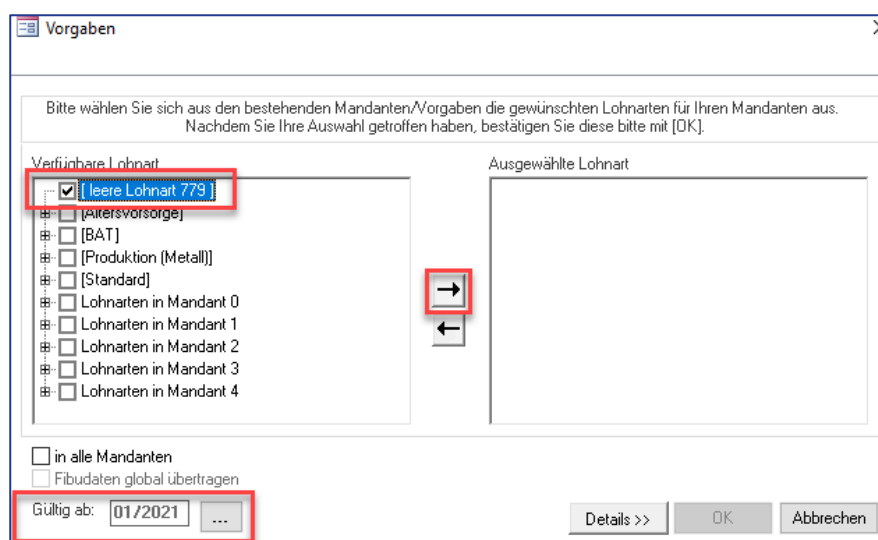 Vorgaben
Bitte wählen Sie sich aus den bestehenden Mandanten/Vorgaben die gewünschten Lohnarten für Ihren Mandanten aus.
Nachdem Sie Ihre Auswahl getroffen haben, bestätigen Sie diese bitte mit [OK].
Verfügbare Lohnart
Ausgewählte Lohnart
[ leere Lohnart 779 ]
[Altersvorsorge]
[BAT]
[Produktion (Metall)]
[Standard]
Lohnarten in Mandant 0
Lohnarten in Mandant 1
Lohnarten in Mandant 2
Lohnarten in Mandant 3
Lohnarten in Mandant 4
in alle Mandanten
Fibudaten global übertragen
Gültig ab: 01/2021 ...
Details >> OK Abbrechen